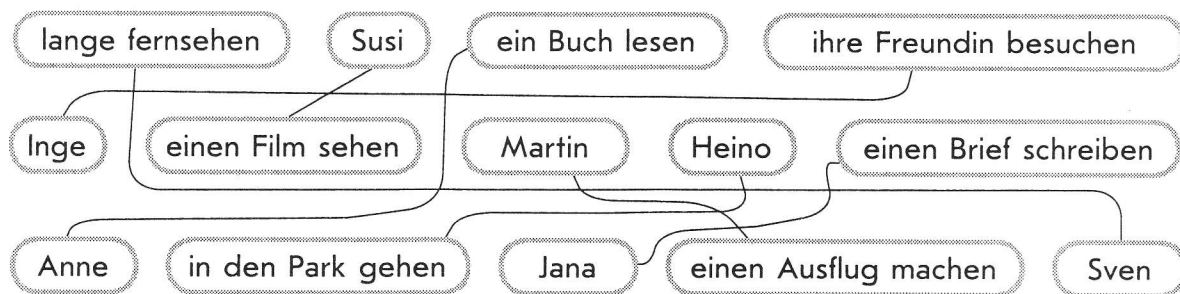 lange fernsehen Susi ein Buch lesen ihre Freundin besuchen
Inge einen Film sehen Martin Heino einen Brief schreiben
Anne in den Park gehen Jana einen Ausflug machen Sven